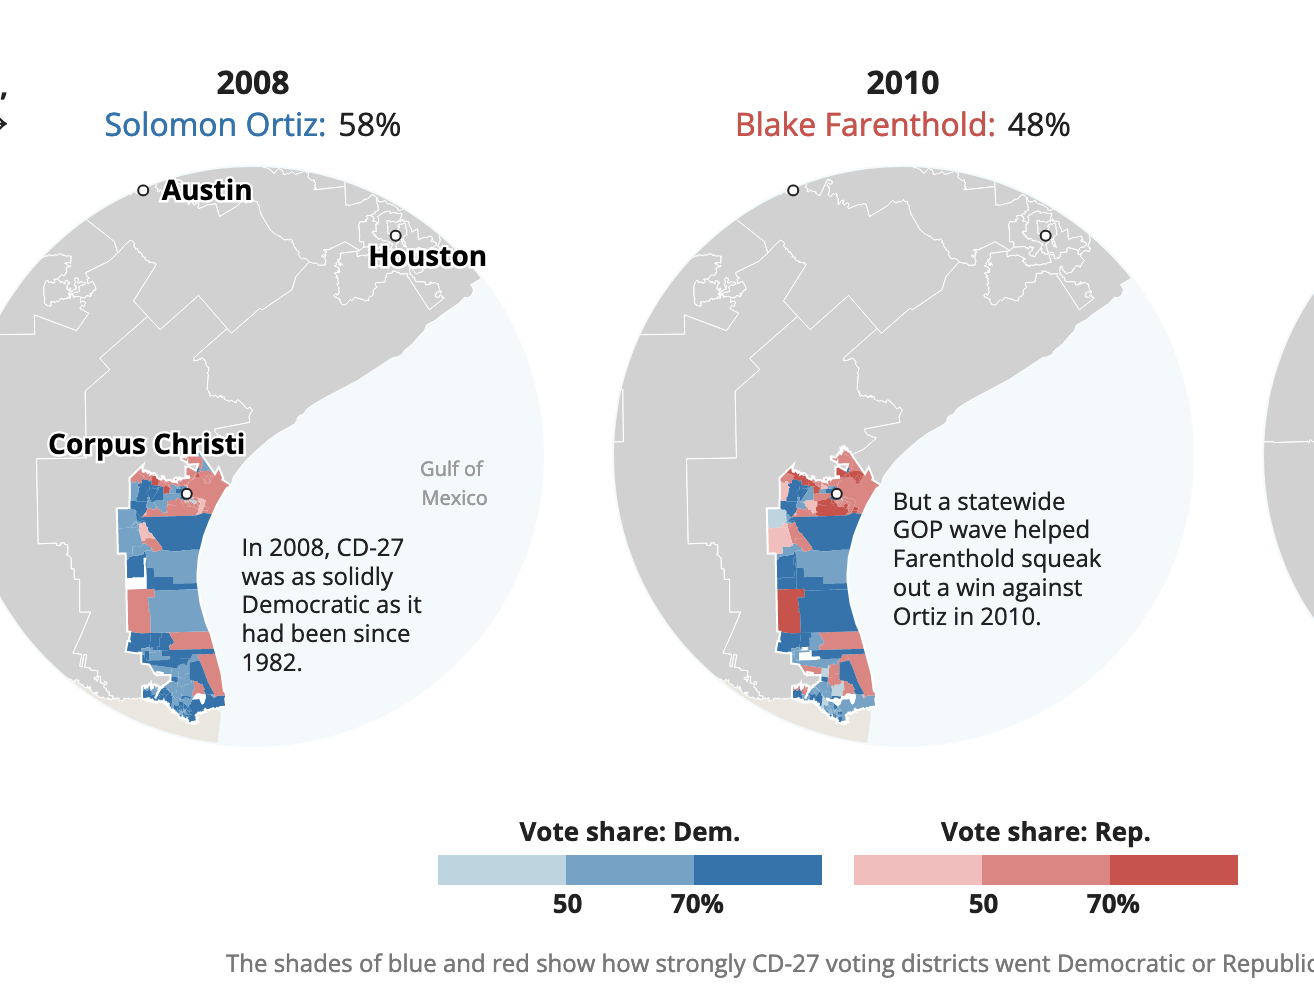 2008
Solomon Ortiz: 58%
2010
Blake Farenthold: 48%
Austin
Houston
Corpus Christi
Gulf of
Mexico
In 2008, CD-27
was as solidly
Democratic as it
had been since
1982.
But a statewide
GOP wave helped
Farenthold squeak
out a win against
Ortiz in 2010.
Vote share: Dem.
50 70%
Vote share: Rep.
50 70%
The shades of blue and red show how strongly CD-27 voting districts went Democratic or Republic